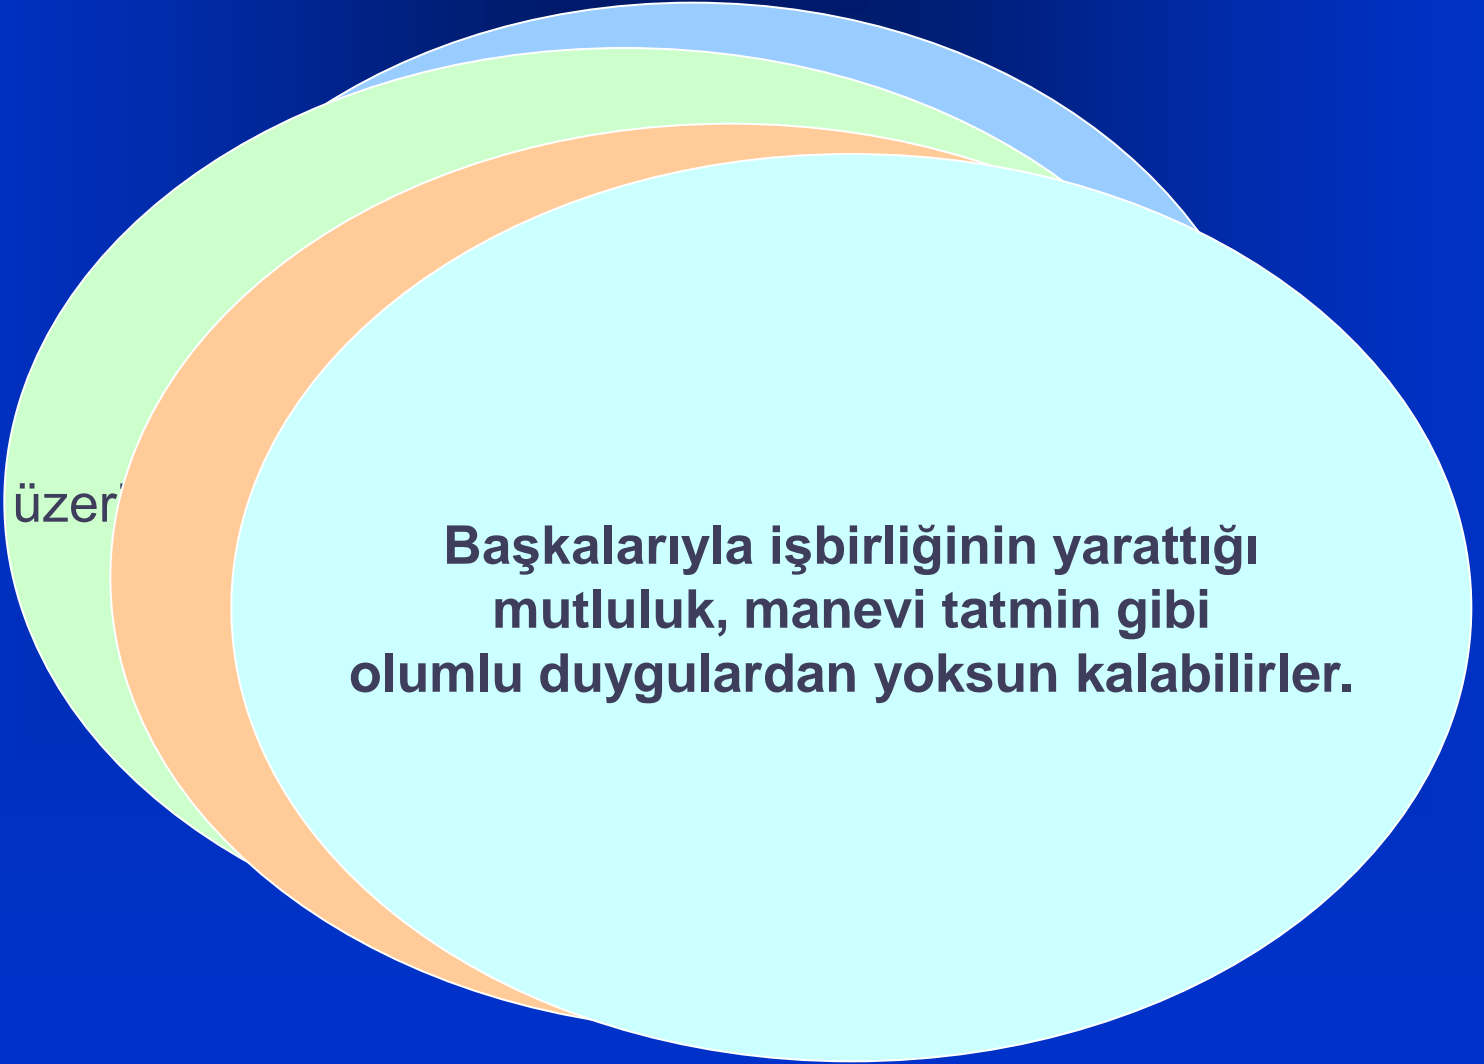 Başkalarıyla işbirliğinin yarattığı
mutluluk, manevi tatmin gibi
olumlu duygulardan yoksun kalabilirler.